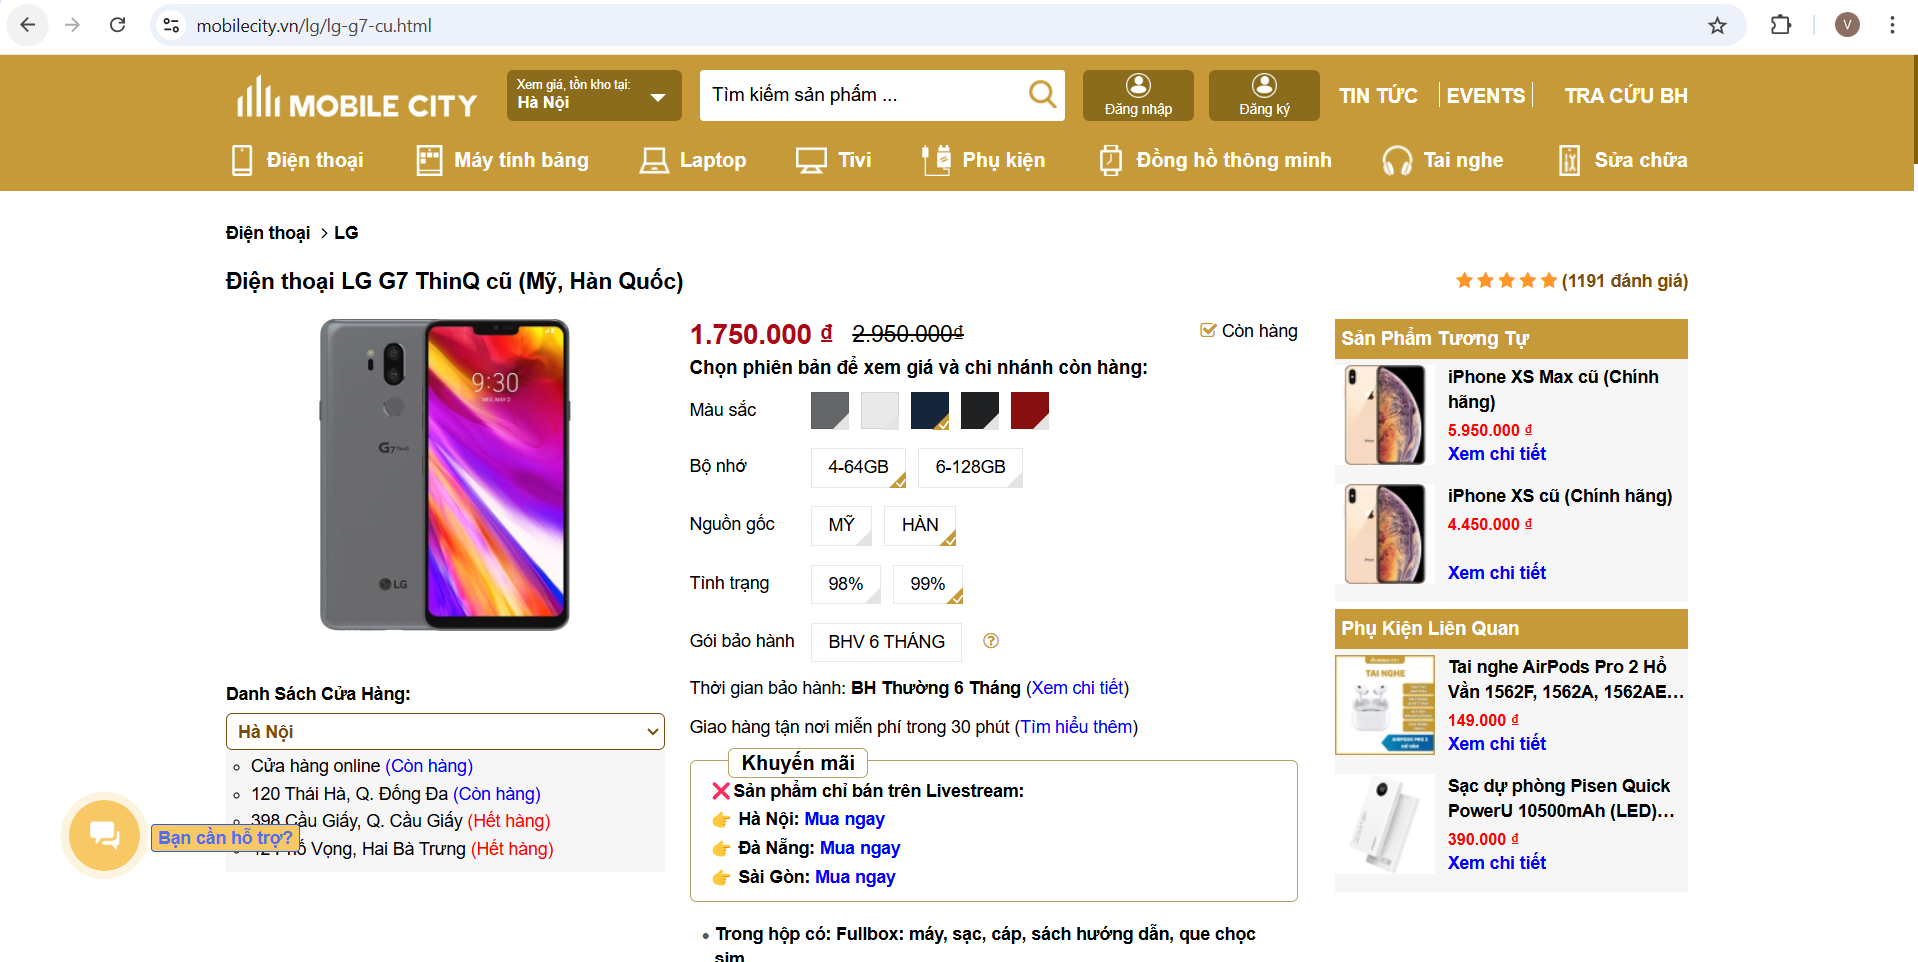 mobilecity.vn/lg/lg-g7-cu.html
V
MOBILE CITY
Xem giá, tồn kho tại:
Hà Nội
Tìm kiếm sản phẩm ...
Đăng nhập
Đăng ký
TIN TỨC
EVENTS
TRA CỨU BH
Điện thoại
Máy tính bảng
Laptop
Tivi
Phụ kiện
Đồng hồ thông minh
Tai nghe
Sửa chữa
Điện thoại > LG
Điện thoại LG G7 ThinQ cũ (Mỹ, Hàn Quốc)
(1191 đánh giá)
9:30
WED, MAY 2
G7 ThinQ
LG
Danh Sách Cửa Hàng:
Hà Nội
Cửa hàng online (Còn hàng)
120 Thái Hà, Q. Đống Đa (Còn hàng)
398 Cầu Giấy, Q. Cầu Giấy (Hết hàng)
Vọng, Hai Bà Trưng (Hết hàng)
Bạn cần hỗ trợ?
1.750.000 ₫ 2.950.000₫
Còn hàng
Chọn phiên bản để xem giá và chi nhánh còn hàng:
Màu sắc
Bộ nhớ
4-64GB
6-128GB
Nguồn gốc
MỸ
HÀN
Tình trạng
98%
99%
Gói bảo hành
BHV 6 THÁNG
Thời gian bảo hành: BH Thường 6 Tháng (Xem chi tiết)
Giao hàng tận nơi miễn phí trong 30 phút (Tìm hiểu thêm)
Khuyến mãi
❌Sản phẩm chỉ bán trên Livestream:
👉 Hà Nội: Mua ngay
👉 Đà Nẵng: Mua ngay
👉 Sài Gòn: Mua ngay
Trong hộp có: Fullbox: máy, sạc, cáp, sách hướng dẫn, que chọc
sim
Sản Phẩm Tương Tự
iPhone XS Max cũ (Chính
hãng)
5.950.000 ₫
Xem chi tiết
iPhone XS cũ (Chính hãng)
4.450.000 ₫
Xem chi tiết
Phụ Kiện Liên Quan
TAI NGHE
Tai nghe AirPods Pro 2 Hổ
Vằn 1562F, 1562A, 1562AE…
149.000 ₫
Xem chi tiết
Sạc dự phòng Pisen Quick
PowerU 10500mAh (LED)…
390.000 ₫
Xem chi tiết